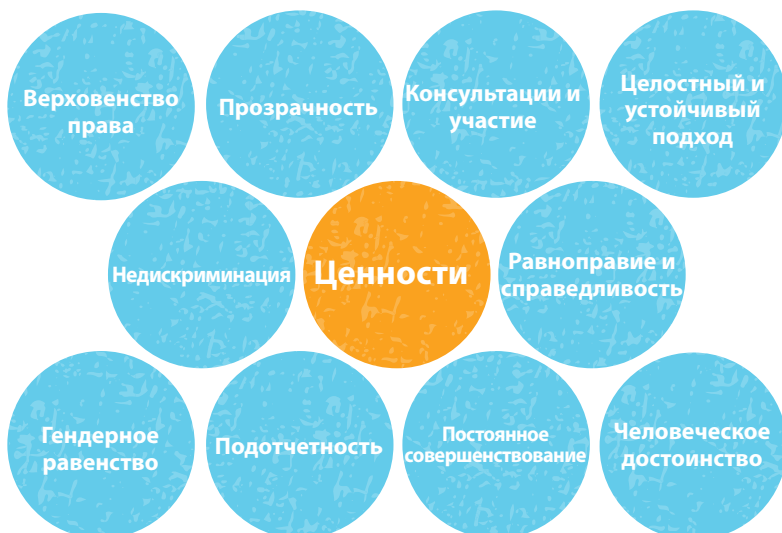 Верховенство
права
Прозрачность
Консультации и
участие
Целостный и
устойчивый
подход
Недискриминация
Ценности
Равноправие и
справедливость
Гендерное
равенство
Подотчетность
Постоянное
совершенствование
Человеческое
достоинство